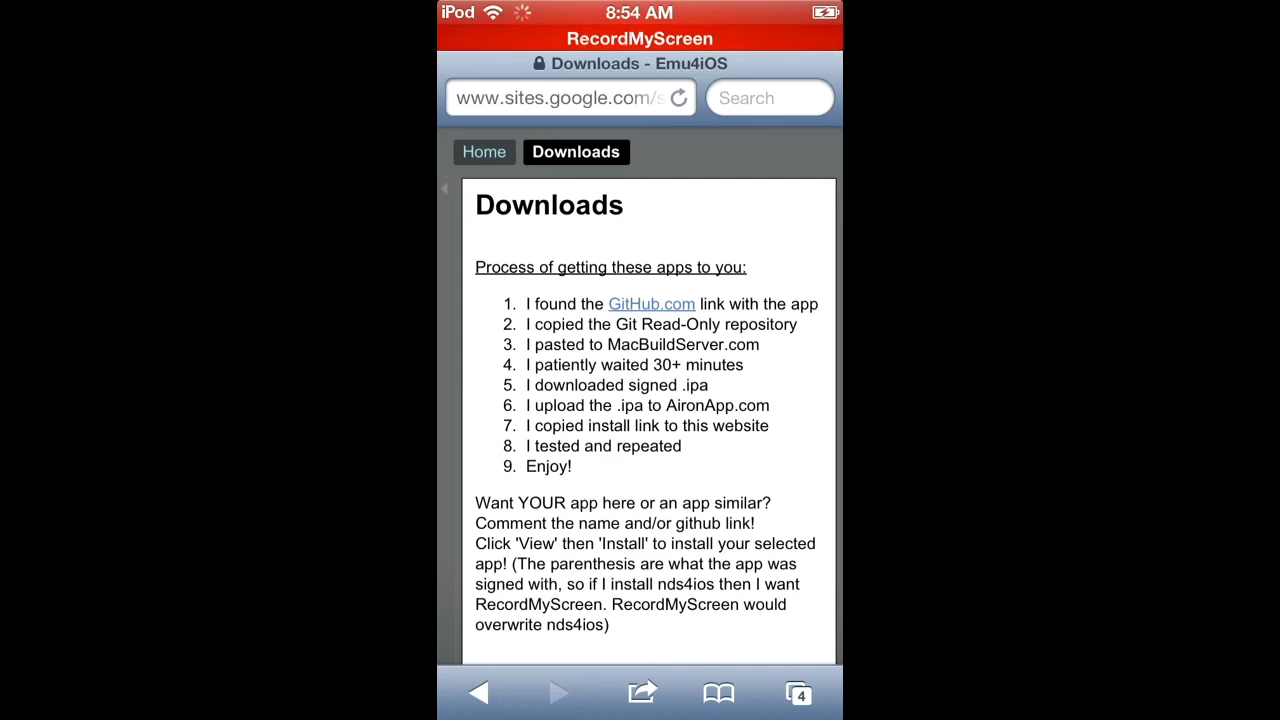 iPod 8:54 AM
RecordMyScreen
Downloads - Emu4iOS
www.sites.google.com/s Search
Home Downloads
Downloads
Process of getting these apps to you:
1. I found the GitHub.com link with the app
2. I copied the Git Read-Only repository
3. I pasted to MacBuildServer.com
4. I patiently waited 30+ minutes
5. I downloaded signed .ipa
6. I upload the .ipa to AironApp.com
7. I copied install link to this website
8. I tested and repeated
9. Enjoy!
Want YOUR app here or an app similar?
Comment the name and/or github link!
Click 'View' then 'Install' to install your selected
app! (The parenthesis are what the app was
signed with, so if I install nds4ios then I want
RecordMyScreen. RecordMyScreen would
overwrite nds4ios)
4